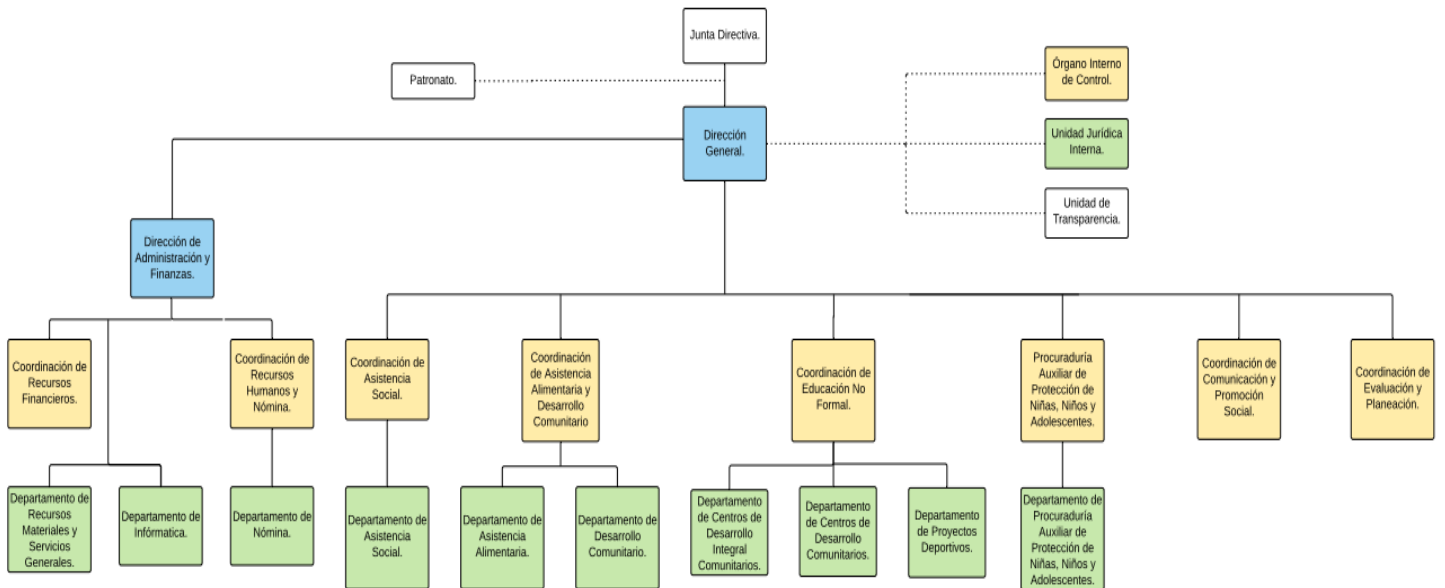 Junta Directiva.
Patronato.
Órgano Interno
de Control.
Dirección
General.
Unidad Jurídica
Interna.
Unidad de
Transparencia.
Dirección de
Administración y
Finanzas.
Coordinación de
Recursos
Financieros.
Coordinación de
Recursos
Humanos y
Nómina.
Coordinación de
Asistencia
Social.
Coordinación
de Asistencia
Alimentaria y
Desarrollo
Comunitario
Coordinación de
Educación No
Formal.
Procuraduría
Auxiliar de
Protección de
Niñas, Niños y
Adolescentes.
Coordinación de
Comunicación y
Promoción
Social.
Coordinación de
Evaluación y
Planeación.
Departamento de
Recursos
Materiales y
Servicios
Generales.
Departamento de
Infórmatica.
Departamento de
Nómina.
Departamento de
Asistencia
Social.
Departamento de
Asistencia
Alimentaria.
Departamento de
Desarrollo
Comunitario.
Departamento
de Centros de
Desarrollo
Integral
Comunitarios.
Departamento
de Centros de
Desarrollo
Comunitarios.
Departamento
de Proyectos
Deportivos.
Departamento de
Procuraduría
Auxiliar de
Protección de
Niñas, Niños y
Adolescentes.